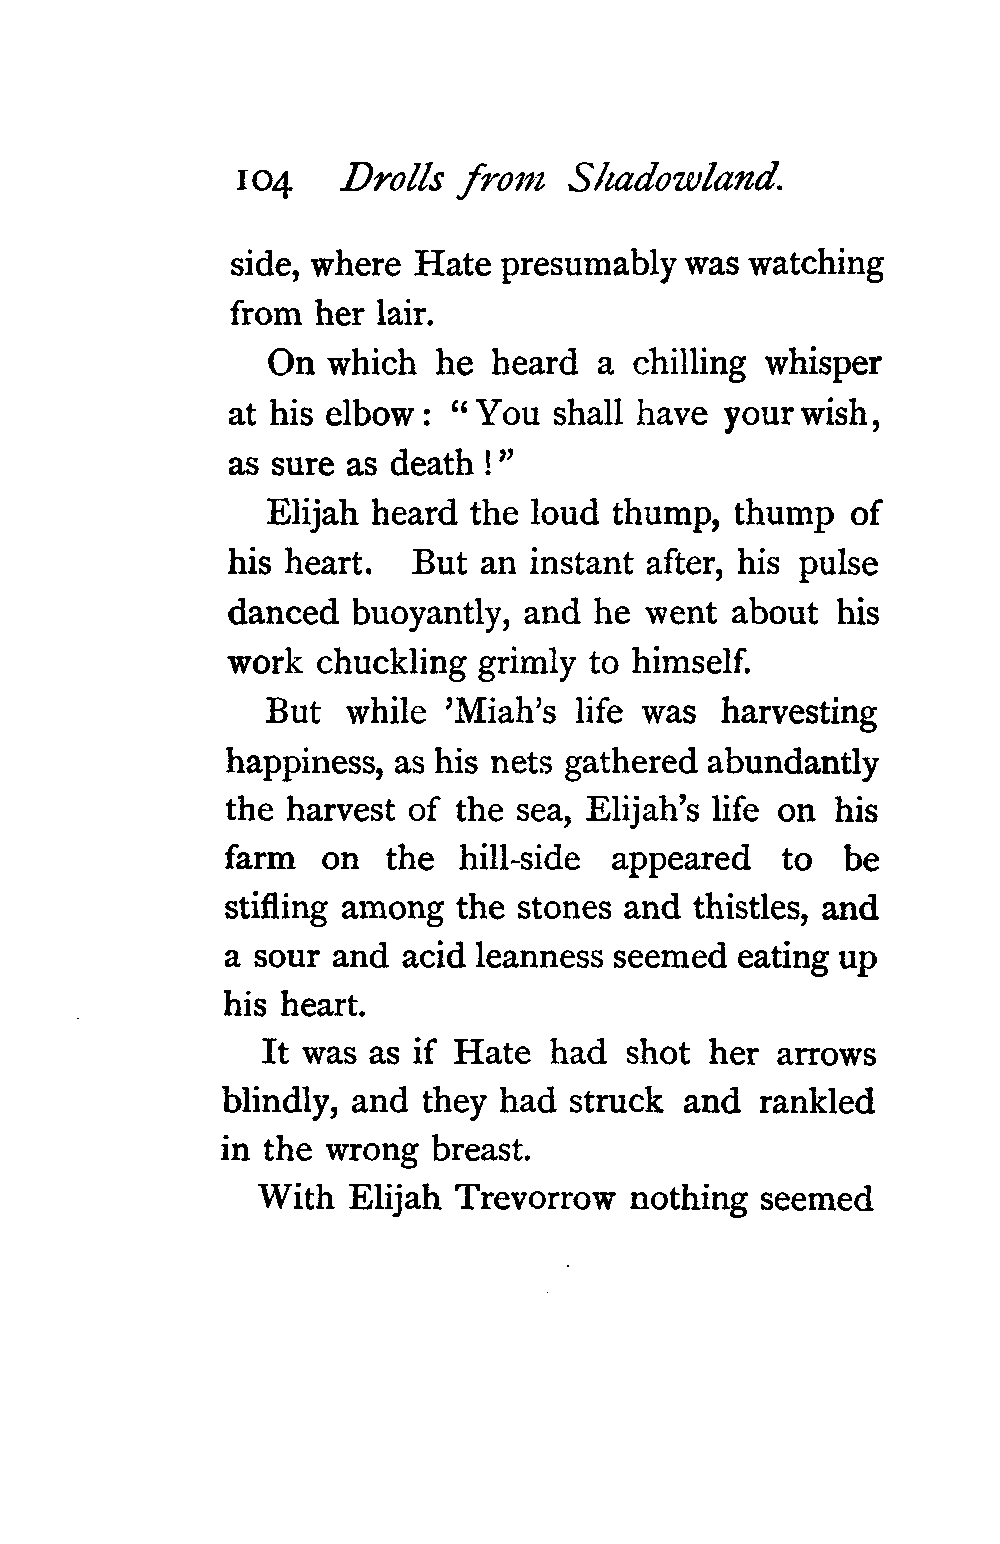 104 Drolls from Shadowland.
side, where Hate presumably was watching
from her lair.
On which he heard a chilling whisper
at his elbow: “You shall have your wish,
as sure as death!”
Elijah heard the loud thump, thump of
his heart. But an instant after, his pulse
danced buoyantly, and he went about his
work chuckling grimly to himself.
But while ’Miah’s life was harvesting
happiness, as his nets gathered abundantly
the harvest of the sea, Elijah’s life on his
farm on the hill-side appeared to be
stifling among the stones and thistles, and
a sour and acid leanness seemed eating up
his heart.
It was as if Hate had shot her arrows
blindly, and they had struck and rankled
in the wrong breast.
With Elijah Trevorrow nothing seemed